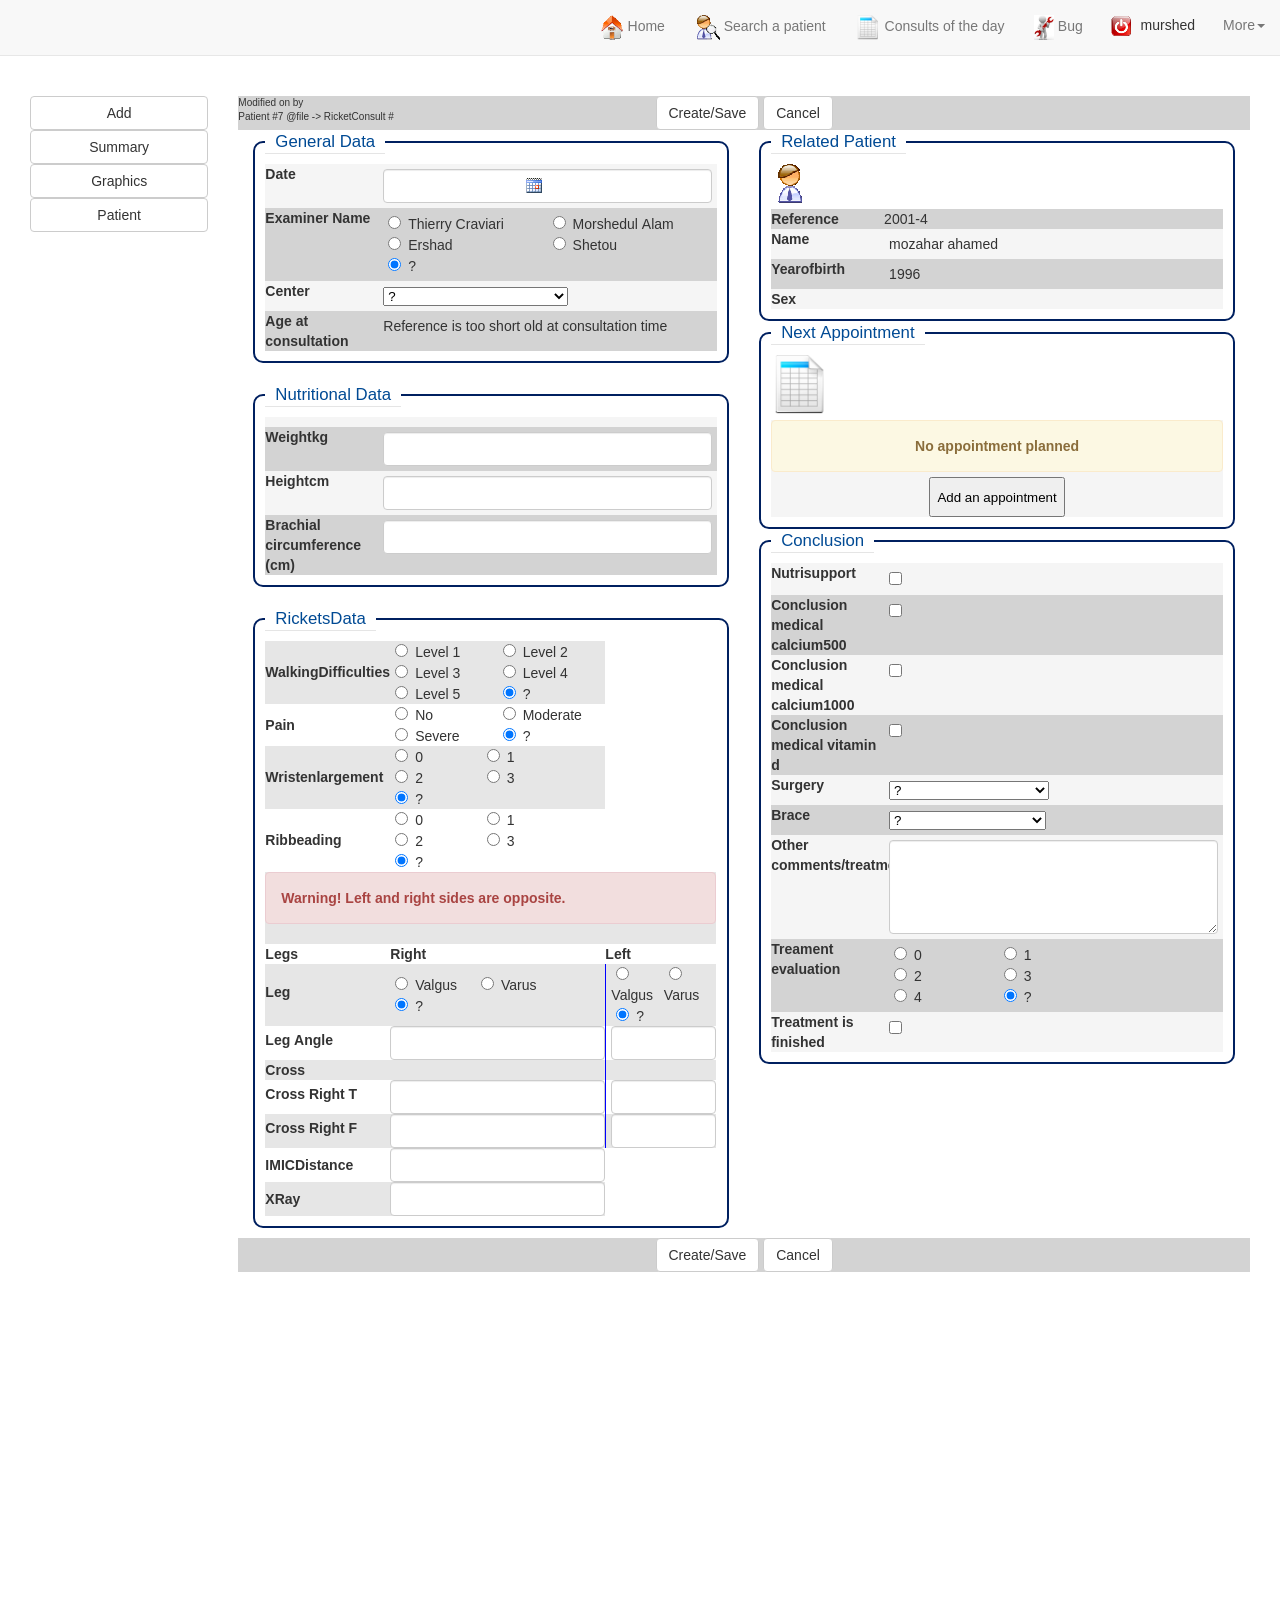 Home Search a patient Consults of the day Bug murshed More
Add
Summary
Graphics
Patient
Modified on by
Patient #7 @file -> RicketConsult #
Create/Save Cancel
General Data
Date
Examiner Name
Thierry Craviari Morshedul Alam
Ershad Shetou
?
Center ?
Age at consultation
Reference is too short old at consultation time
Nutritional Data
Weightkg
Heightcm
Brachial
circumference
(cm)
RicketsData
WalkingDifficulties
Level 1 Level 2
Level 3 Level 4
Level 5 ?
Pain
No Moderate
Severe ?
Wristenlargement
0 1
2 3
?
Ribbeading
0 1
2 3
?
Warning! Left and right sides are opposite.
Legs Right Left
Leg
Valgus Varus
?
Valgus Varus
?
Leg Angle
Cross
Cross Right T
Cross Right F
IMICDistance
XRay
Related Patient
Reference 2001-4
Name mozahar ahamed
Yearofbirth 1996
Sex
Next Appointment
No appointment planned
Add an appointment
Conclusion
Nutrisupport
Conclusion
medical
calcium500
Conclusion
medical
calcium1000
Conclusion
medical vitamin
d
Surgery ?
Brace ?
Other
comments/treatm
Treament
evaluation
0 1
2 3
4 ?
Treatment is
finished
Create/Save Cancel